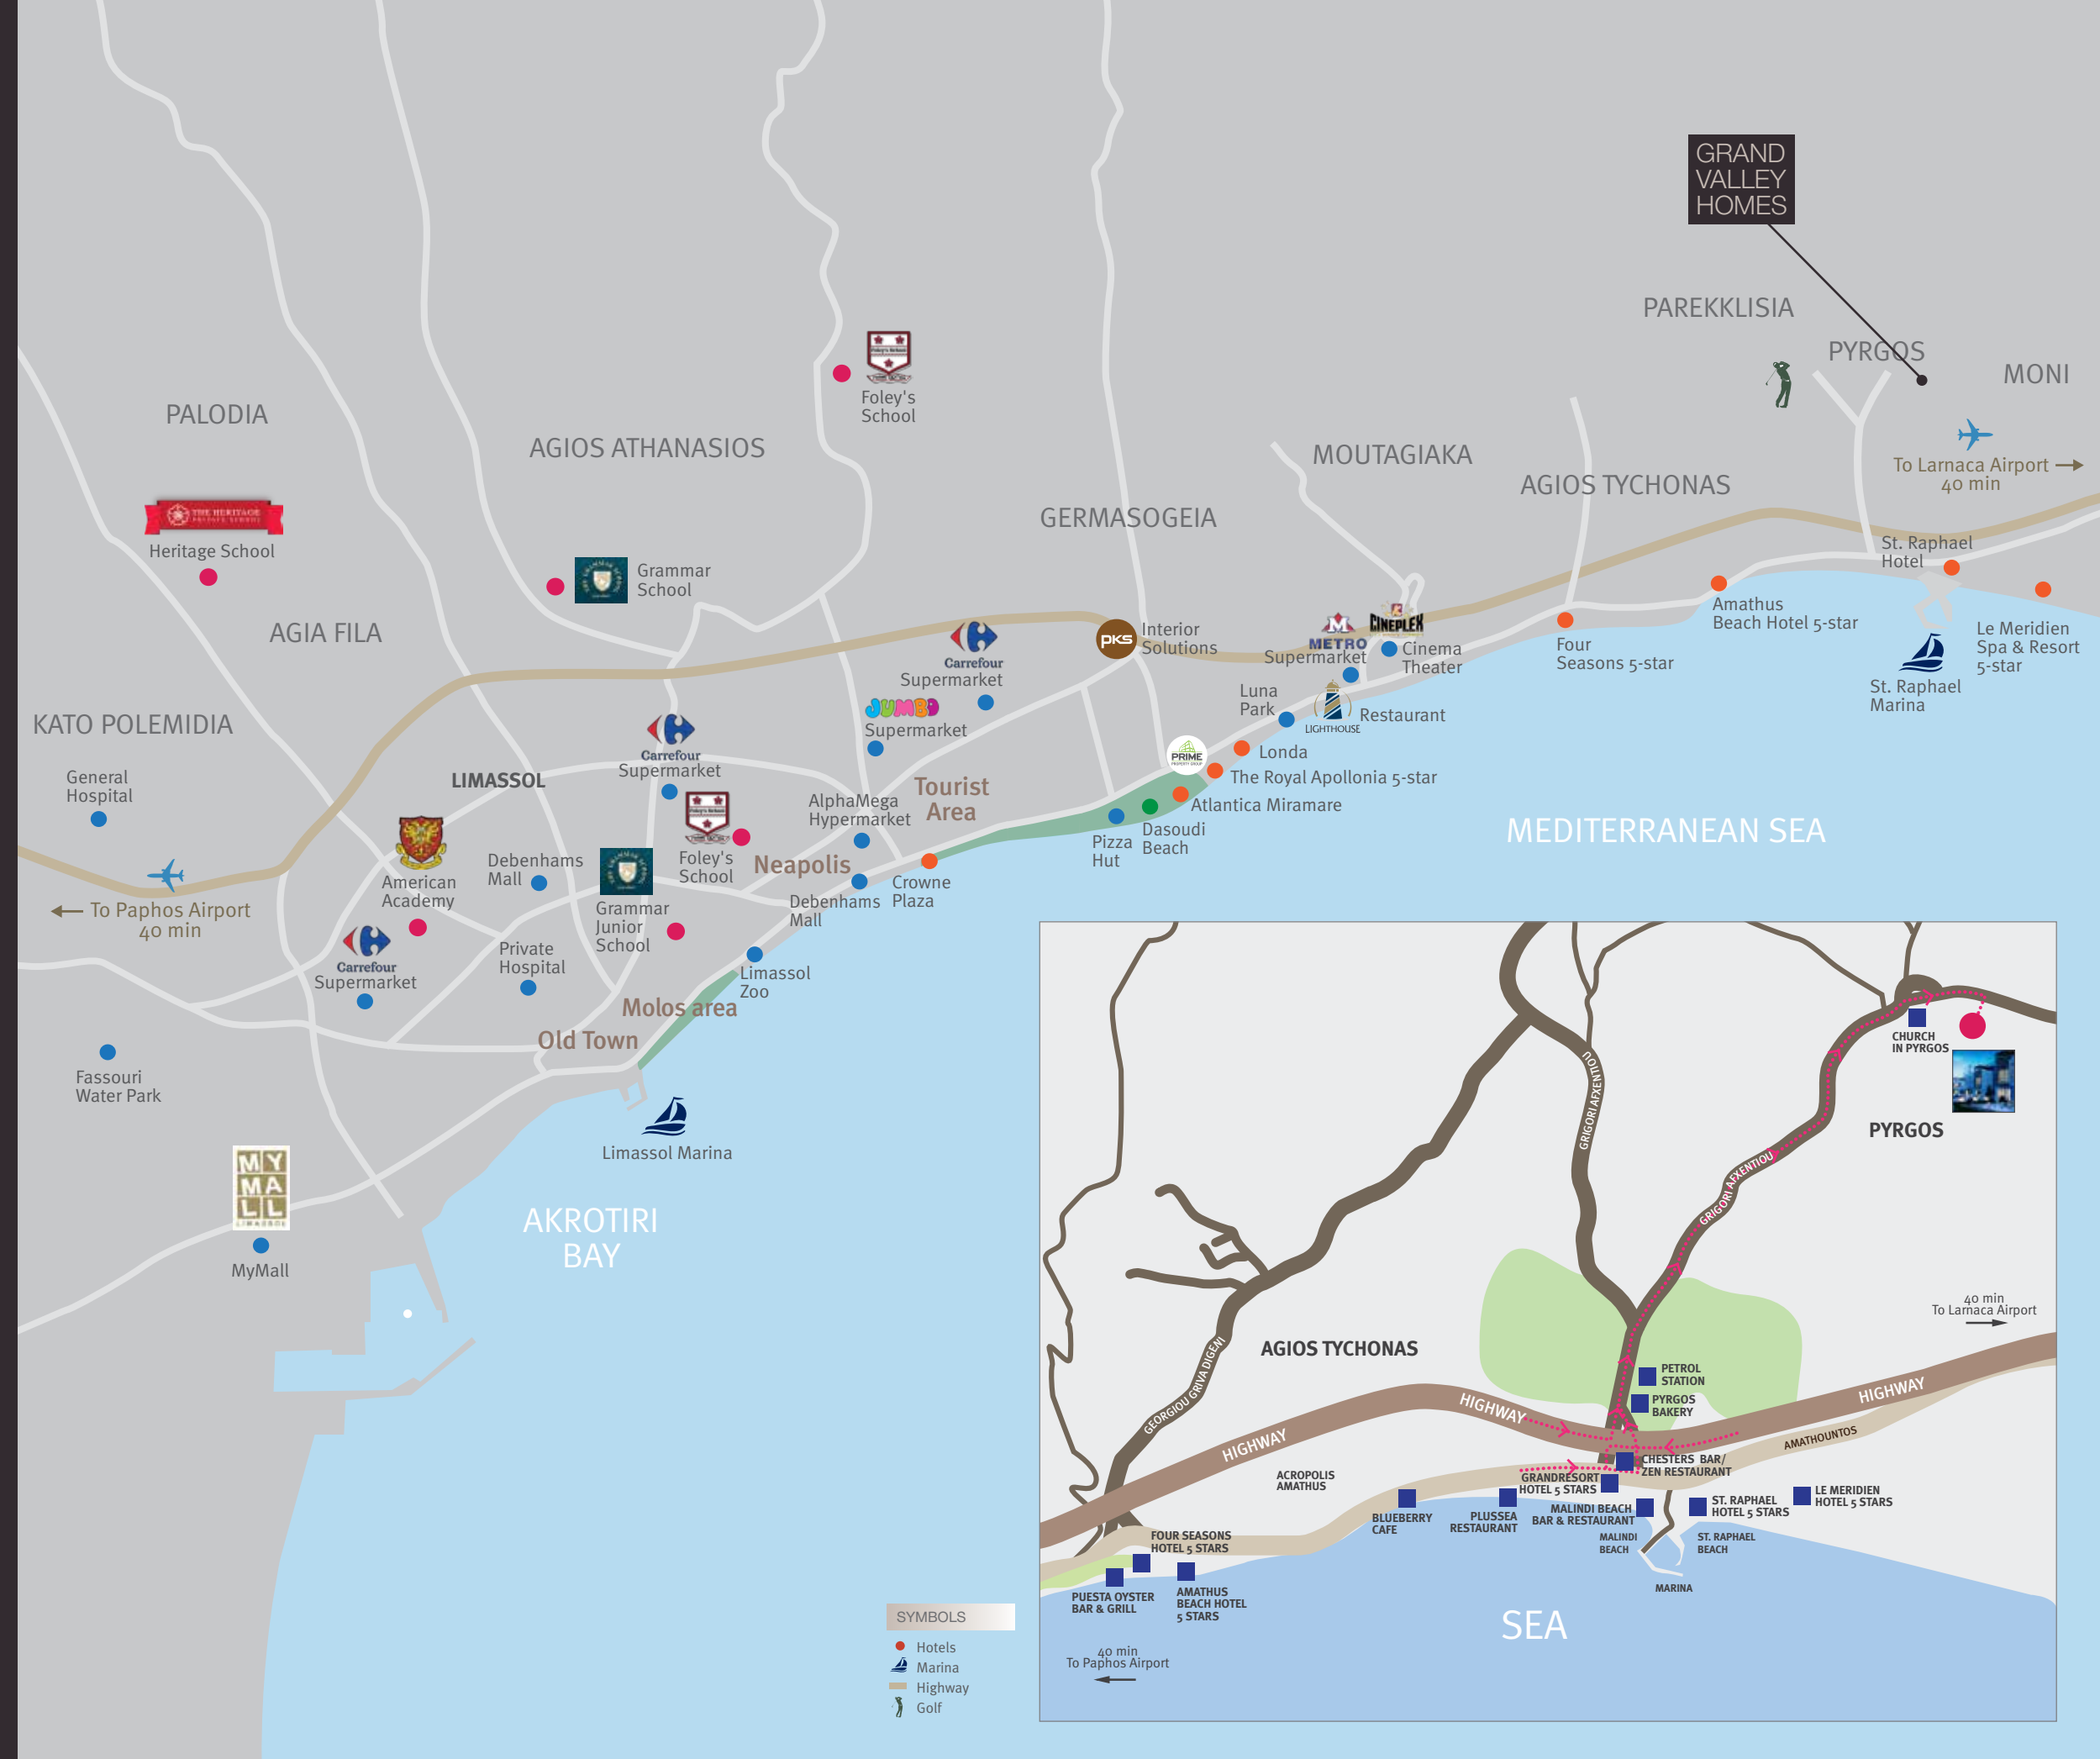 GRAND
VALLEY
HOMES
PAREKKLISIA
PYRGOS
MONI
To Larnaca Airport
40 min
PALODIA
AGIOS ATHANASIOS
Foley's
School
MOUTAGIAKA
AGIOS TYCHONAS
GERMASOGEIA
THE HERITAGE
PRIVATE SCHOOL
Heritage School
Grammar
School
AGIA FILA
KATO POLEMIDIA
General
Hospital
LIMASSOL
pks
Interior
Solutions
Carrefour
Supermarket
JUMBO
Supermarket
Carrefour
Supermarket
METRO
Supermarket
CINEPLEX
Cinema
Theater
Luna
Park
LIGHTHOUSE
Restaurant
Four
Seasons 5-star
Amathus
Beach Hotel 5-star
St. Raphael
Hotel
Le Meridien
Spa & Resort
5-star
St. Raphael
Marina
PRIME
PROPERTY GROUP
Londa
The Royal Apollonia 5-star
Atlantica Miramare
Dasoudi
Beach
Pizza
Hut
Tourist
Area
AlphaMega
Hypermarket
Neapolis
Crowne
Plaza
Debenhams
Mall
MEDITERRANEAN SEA
To Paphos Airport
40 min
American
Academy
Debenhams
Mall
Foley's
School
Grammar
Junior
School
Carrefour
Supermarket
Private
Hospital
Limassol
Zoo
Molos area
Old Town
Fassouri
Water Park
Limassol Marina
MY
MA
LL
LIMASSOL
MyMall
AKROTIRI
BAY
SYMBOLS
Hotels
Marina
Highway
Golf
CHURCH
IN PYRGOS
PYRGOS
GRIGORI AFXENTIOU
GRIGORI AFXENTIOU
40 min
To Larnaca Airport
AGIOS TYCHONAS
GEORGIOU GRIVA DIGENI
PETROL
STATION
PYRGOS
BAKERY
HIGHWAY
HIGHWAY
HIGHWAY
AMATHOUNTOS
CHESTERS BAR/
ZEN RESTAURANT
ACROPOLIS
AMATHUS
GRANDRESORT
HOTEL 5 STARS
BLUEBERRY
CAFE
PLUSSEA
RESTAURANT
MALINDI BEACH
BAR & RESTAURANT
ST. RAPHAEL
HOTEL 5 STARS
LE MERIDIEN
HOTEL 5 STARS
MALINDI
BEACH
ST. RAPHAEL
BEACH
MARINA
FOUR SEASONS
HOTEL 5 STARS
PUESTA OYSTER
BAR & GRILL
AMATHUS
BEACH HOTEL
5 STARS
SEA
40 min
To Paphos Airport